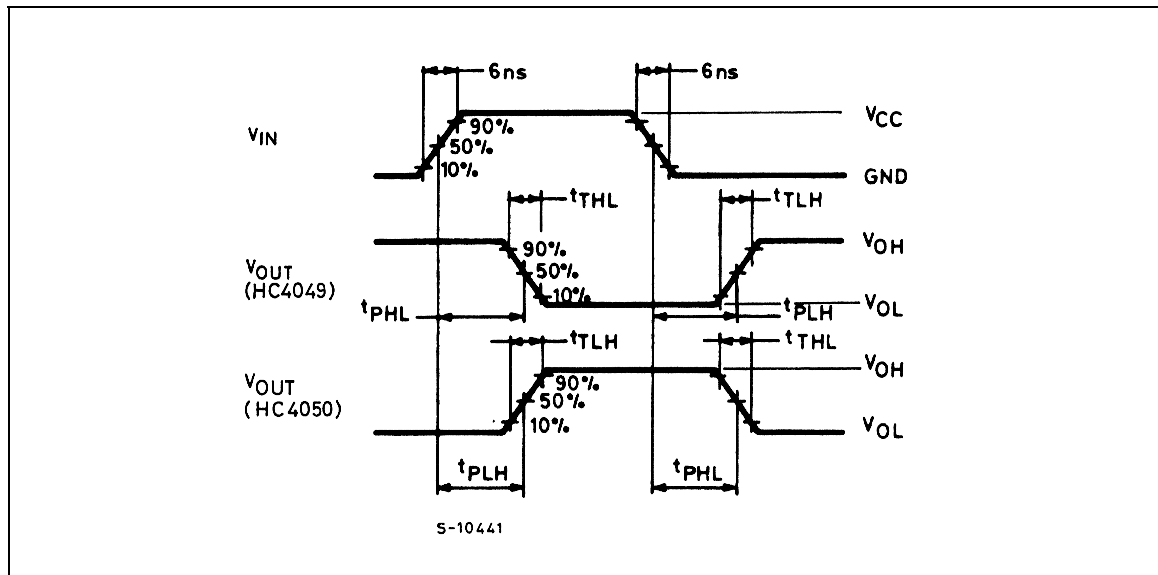 6ns 6ns
VCC
VIN
90%
50%
10%
GND
tTHL tTLH
VOH
90%
50%
10%
VOUT
(HC4049)
VOL
tPHL tPLH
tTLH tTHL
VOH
90%
50%
10%
VOUT
(HC4050)
VOL
tPLH tPHL
S-10441